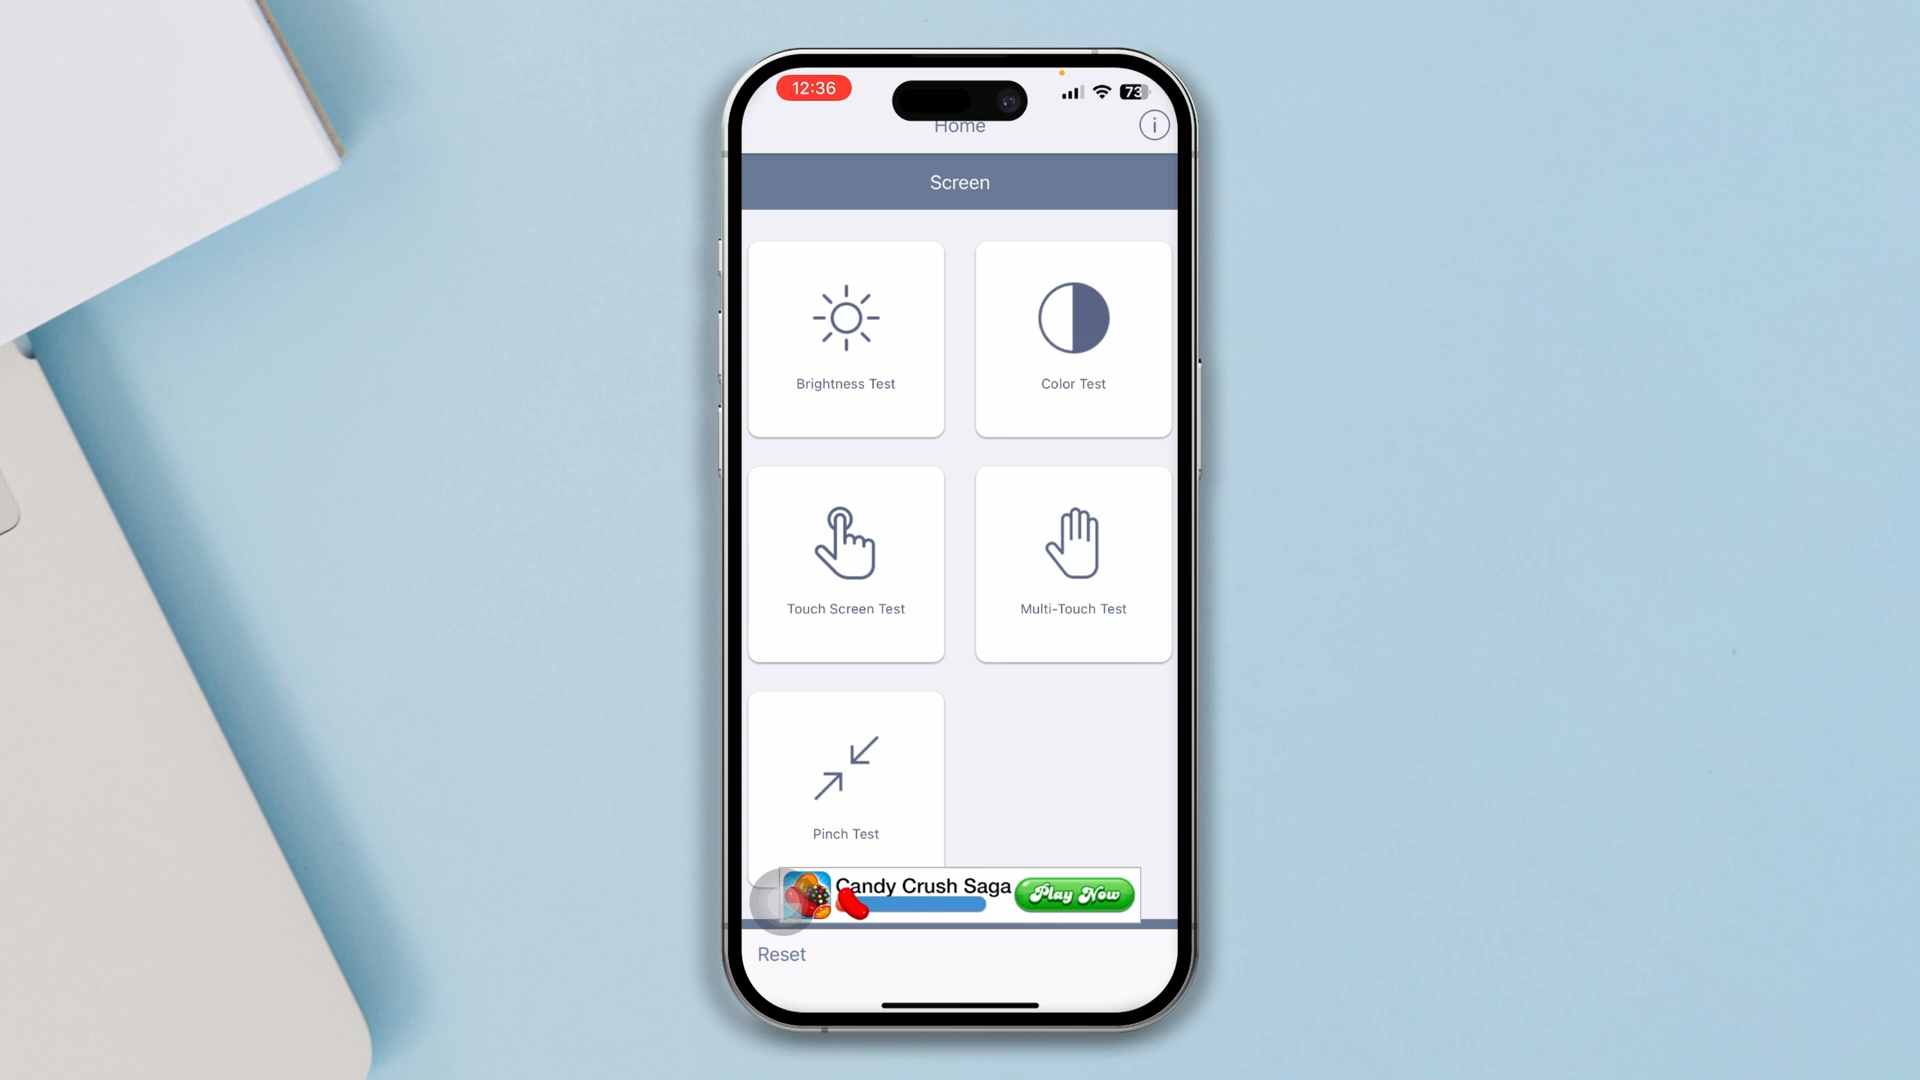 12:36
73
Home
i
Screen
Brightness Test
Color Test
Touch Screen Test
Multi-Touch Test
Pinch Test
Candy Crush Saga
Play Now
Reset